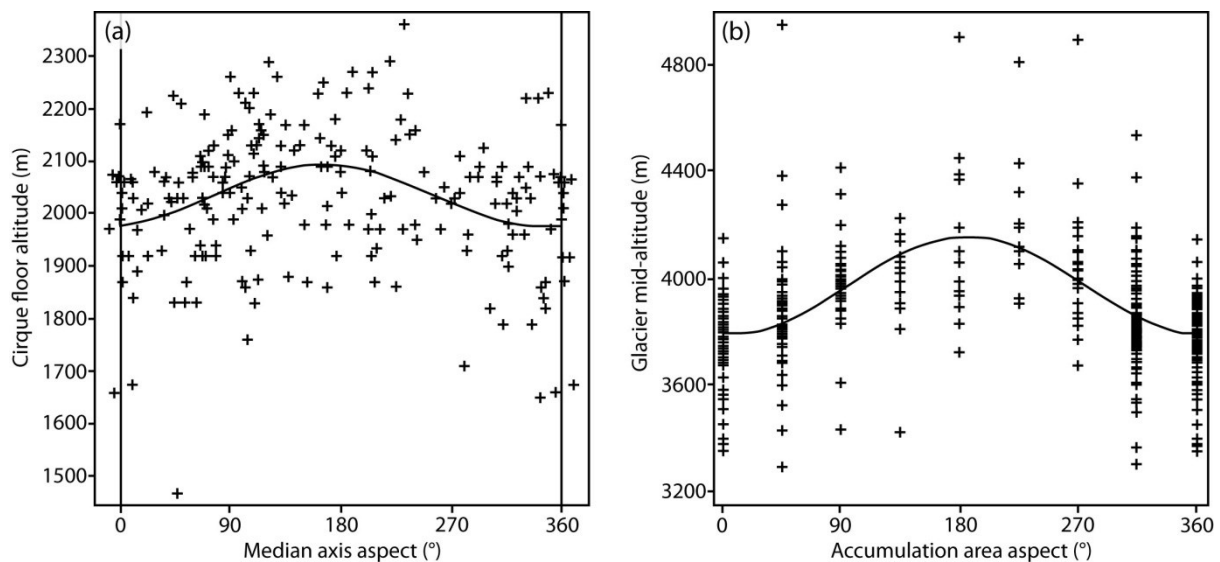 (a)
Cirque floor altitude (m)
2300
2200
2100
2000
1900
1800
1700
1600
1500
0 90 180 270 360
Median axis aspect (°)
(b)
Glacier mid-altitude (m)
4800
4400
4000
3600
3200
0 90 180 270 360
Accumulation area aspect (°)